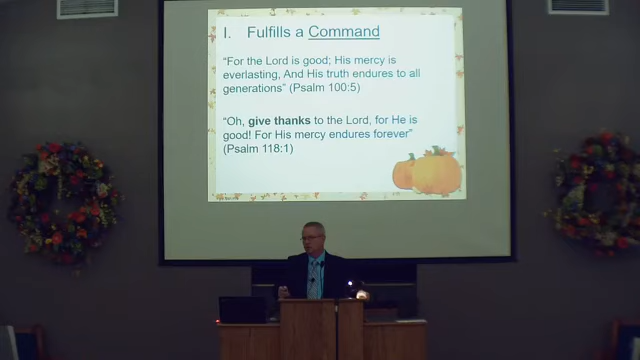 I. Fulfills a Command
“For the Lord is good; His mercy is
everlasting, And His truth endures to all
generations” (Psalm 100:5)
“Oh, give thanks to the Lord, for He is
good! For His mercy endures forever”
(Psalm 118:1)